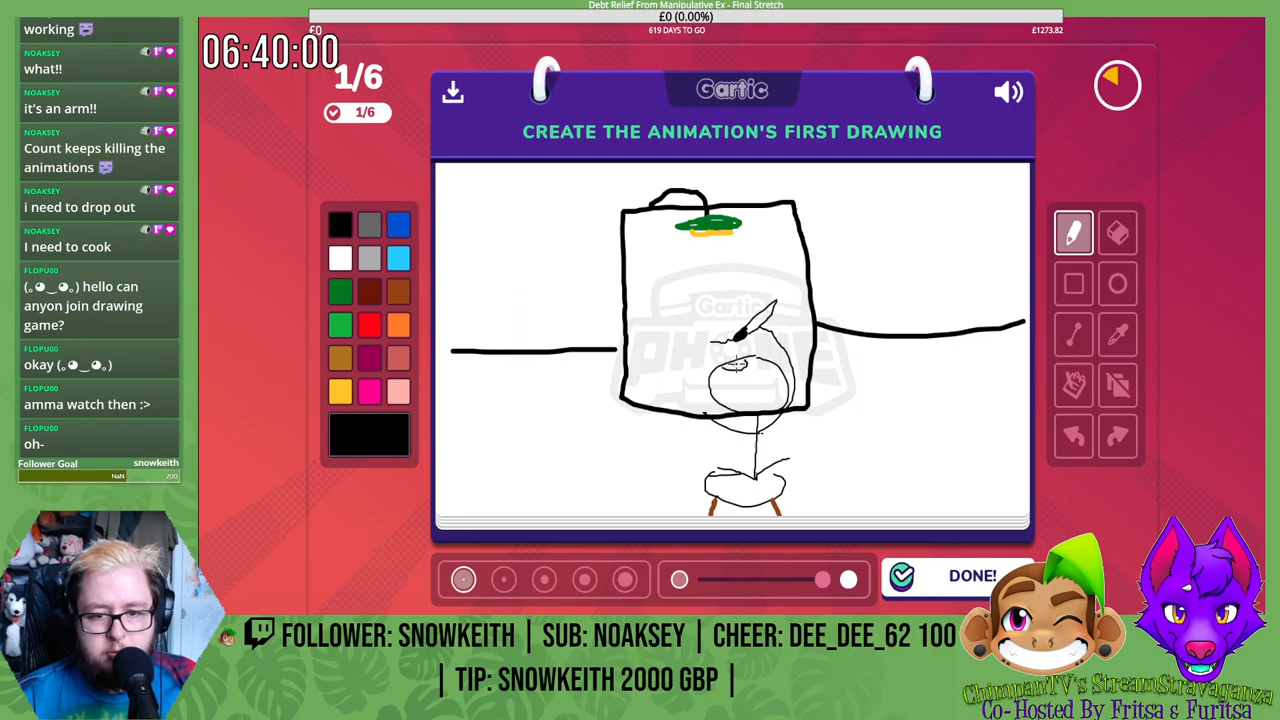 Debt Relief From Manipulative Ex - Final Stretch
£0 (0.00%)
£0
619 DAYS TO GO
£1273.82
06:40:00
working
NOAKSEY
what!!
NOAKSEY
it's an arm!!
NOAKSEY
Count keeps killing the
animations
NOAKSEY
i need to drop out
NOAKSEY
I need to cook
FLOPU00
(｡◕‿◕｡) hello can
anyon join drawing
game?
FLOPU00
okay (｡◕‿◕｡)
FLOPU00
amma watch then :>
FLOPU00
oh-
Follower Goal
snowkeith
NaN
200
1/6
1/6
Gartic
CREATE THE ANIMATION'S FIRST DRAWING
Gartic
PHONE
DONE!
FOLLOWER: SNOWKEITH | SUB: NOAKSEY | CHEER: DEE_DEE_62 100
| TIP: SNOWKEITH 2000 GBP |
ChimpanTV's StreamStravaganza
Co-Hosted By Fritsa & Furitsa